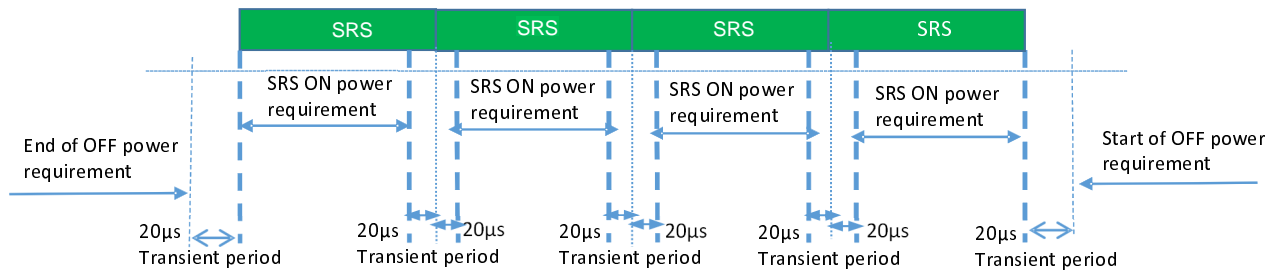 SRS
SRS
SRS
SRS
SRS ON power
requirement
SRS ON power
requirement
SRS ON power
requirement
SRS ON power
requirement
End of OFF power
requirement
Start of OFF power
requirement
20µs
Transient period
20µs 20µs
Transient period
20µs 20µs
Transient period
20µs 20µs
Transient period
20µs
Transient period